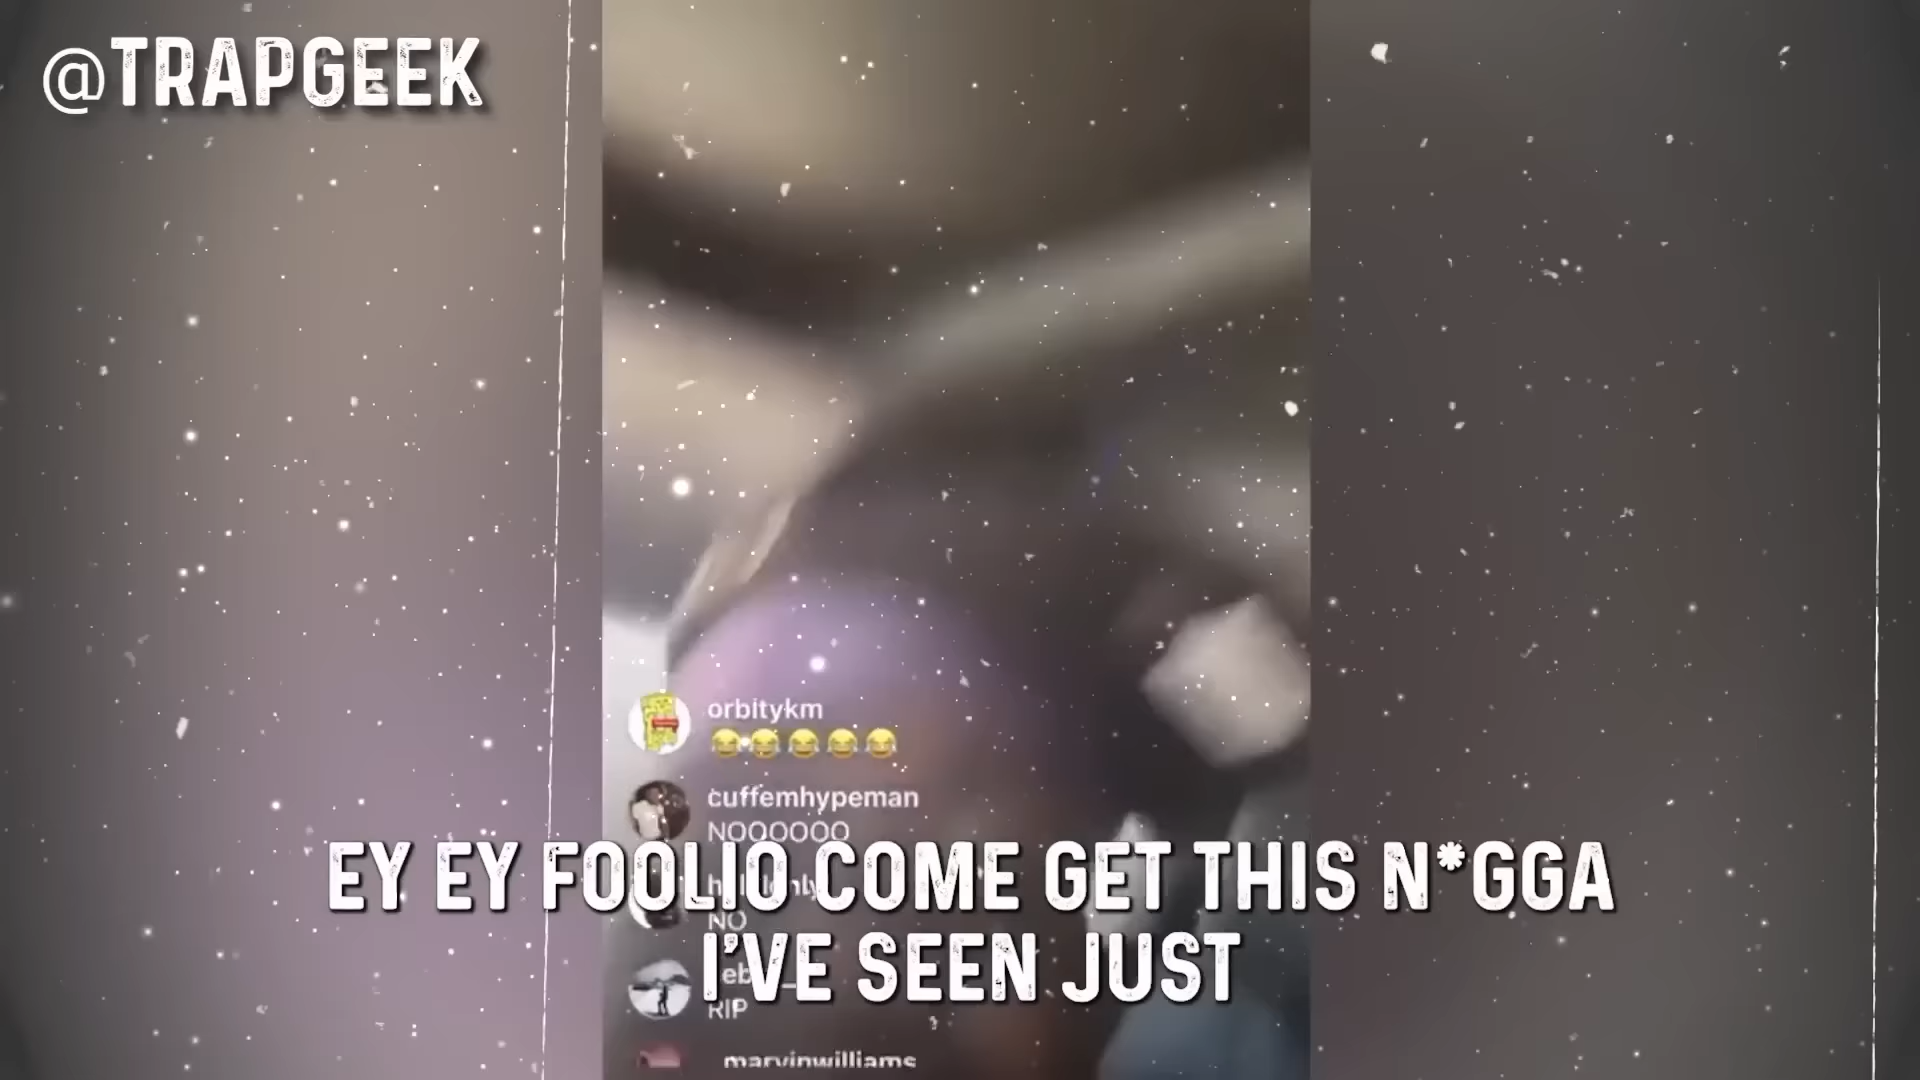 @TRAPGEEK
orbitykm
😂😂😂😂😂
cuffemhypeman
NOOOOOO
EY EY FOOLIO COME GET THIS N*GGA
NO
I'VE SEEN JUST
RIP
marvinwilliams